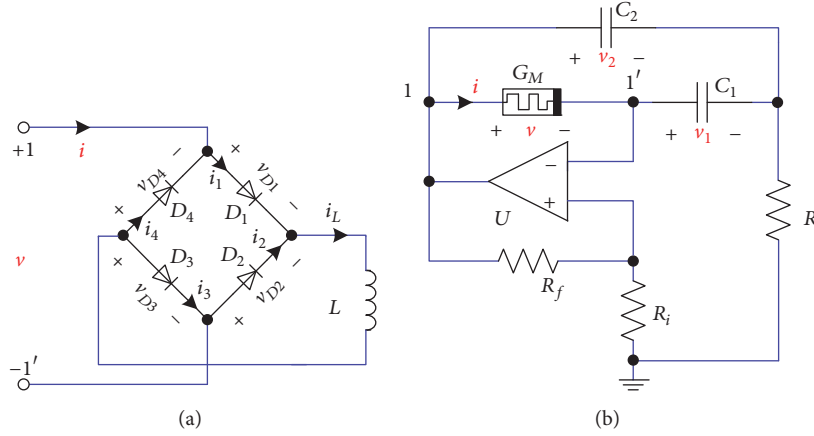 +1
i
v
−1′
v_D4
−
+
i_1
v_D1
D_4
D_1
+
−
i_4
i_2
i_L
+
D_3
D_2
−
v_D3
−
i_3
+
v_D2
L
(a)
C_2
+ v_2 −
1
i
G_M
1′
C_1
+ v −
+ v_1 −
−
+
U
R
R_f
R_i
(b)